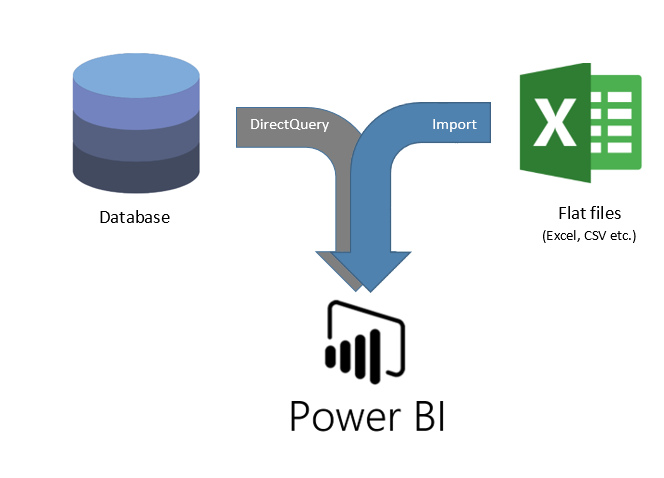 DirectQuery
Import
X
Database
Flat files
(Excel, CSV etc.)
Power BI